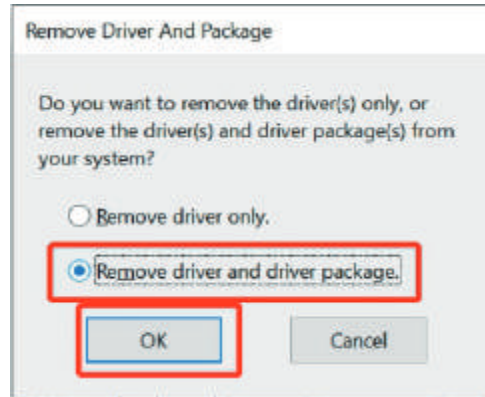 Remove Driver And Package
Do you want to remove the driver(s) only, or
remove the driver(s) and driver package(s) from
your system?
Remove driver only.
Remove driver and driver package.
OK
Cancel